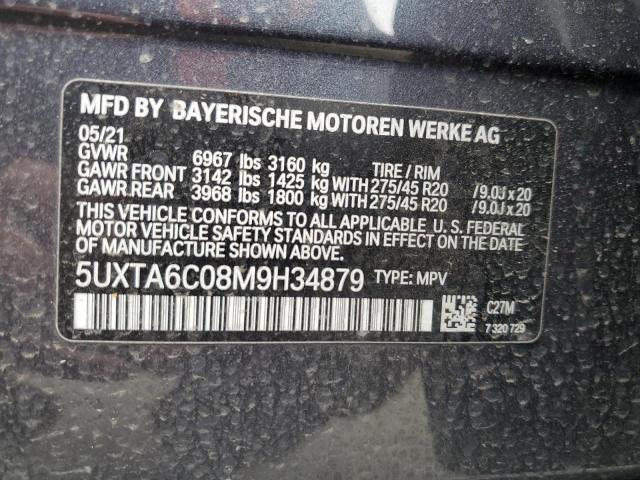 MFD BY BAYERISCHE MOTOREN WERKE AG
05/21
GVWR 6967 lbs 3160 kg TIRE / RIM
GAWR FRONT 3142 lbs 1425 kg WITH 275/45 R20 /9.0J x 20
GAWR REAR 3968 lbs 1800 kg WITH 275/45 R20 /9.0J x 20
THIS VEHICLE CONFORMS TO ALL APPLICABLE U. S. FEDERAL
MOTOR VEHICLE SAFETY STANDARDS IN EFFECT ON THE DATE OF
MANUFACTURE SHOWN ABOVE.
5UXTA6C08M9H34879 TYPE: MPV
C27M
7 320 729